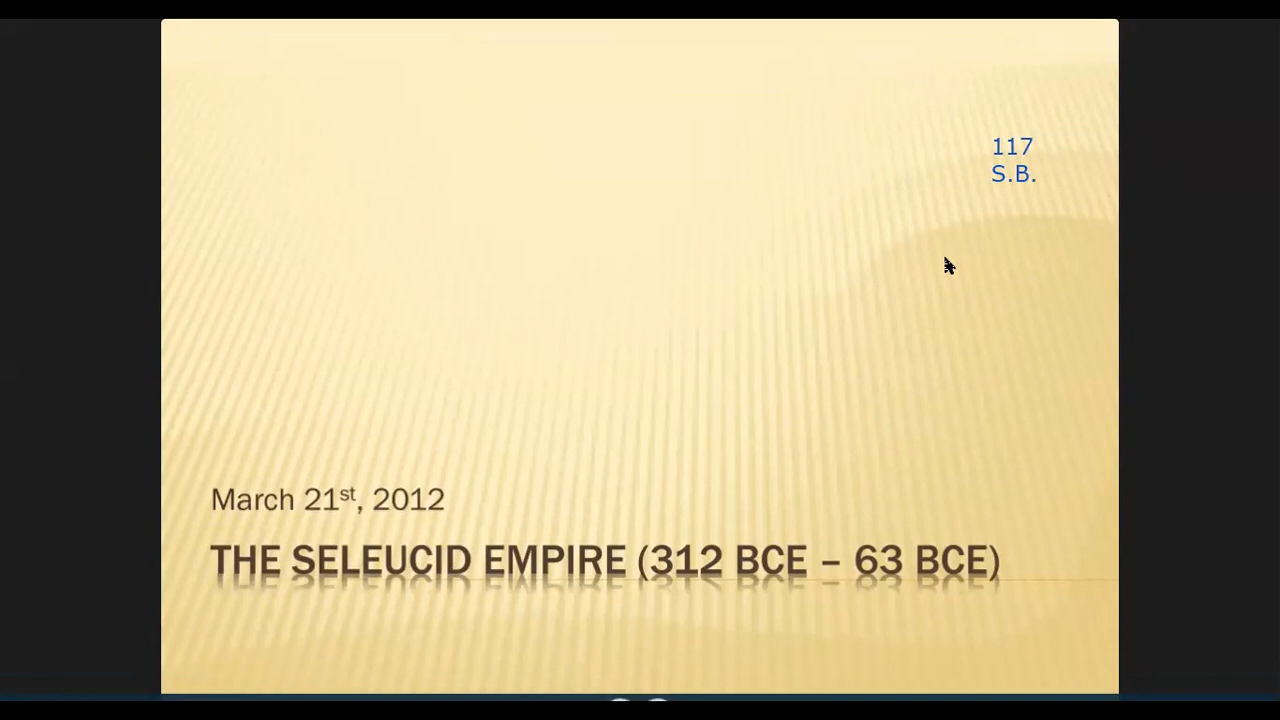 117
S.B.
March 21st, 2012
THE SELEUCID EMPIRE (312 BCE – 63 BCE)